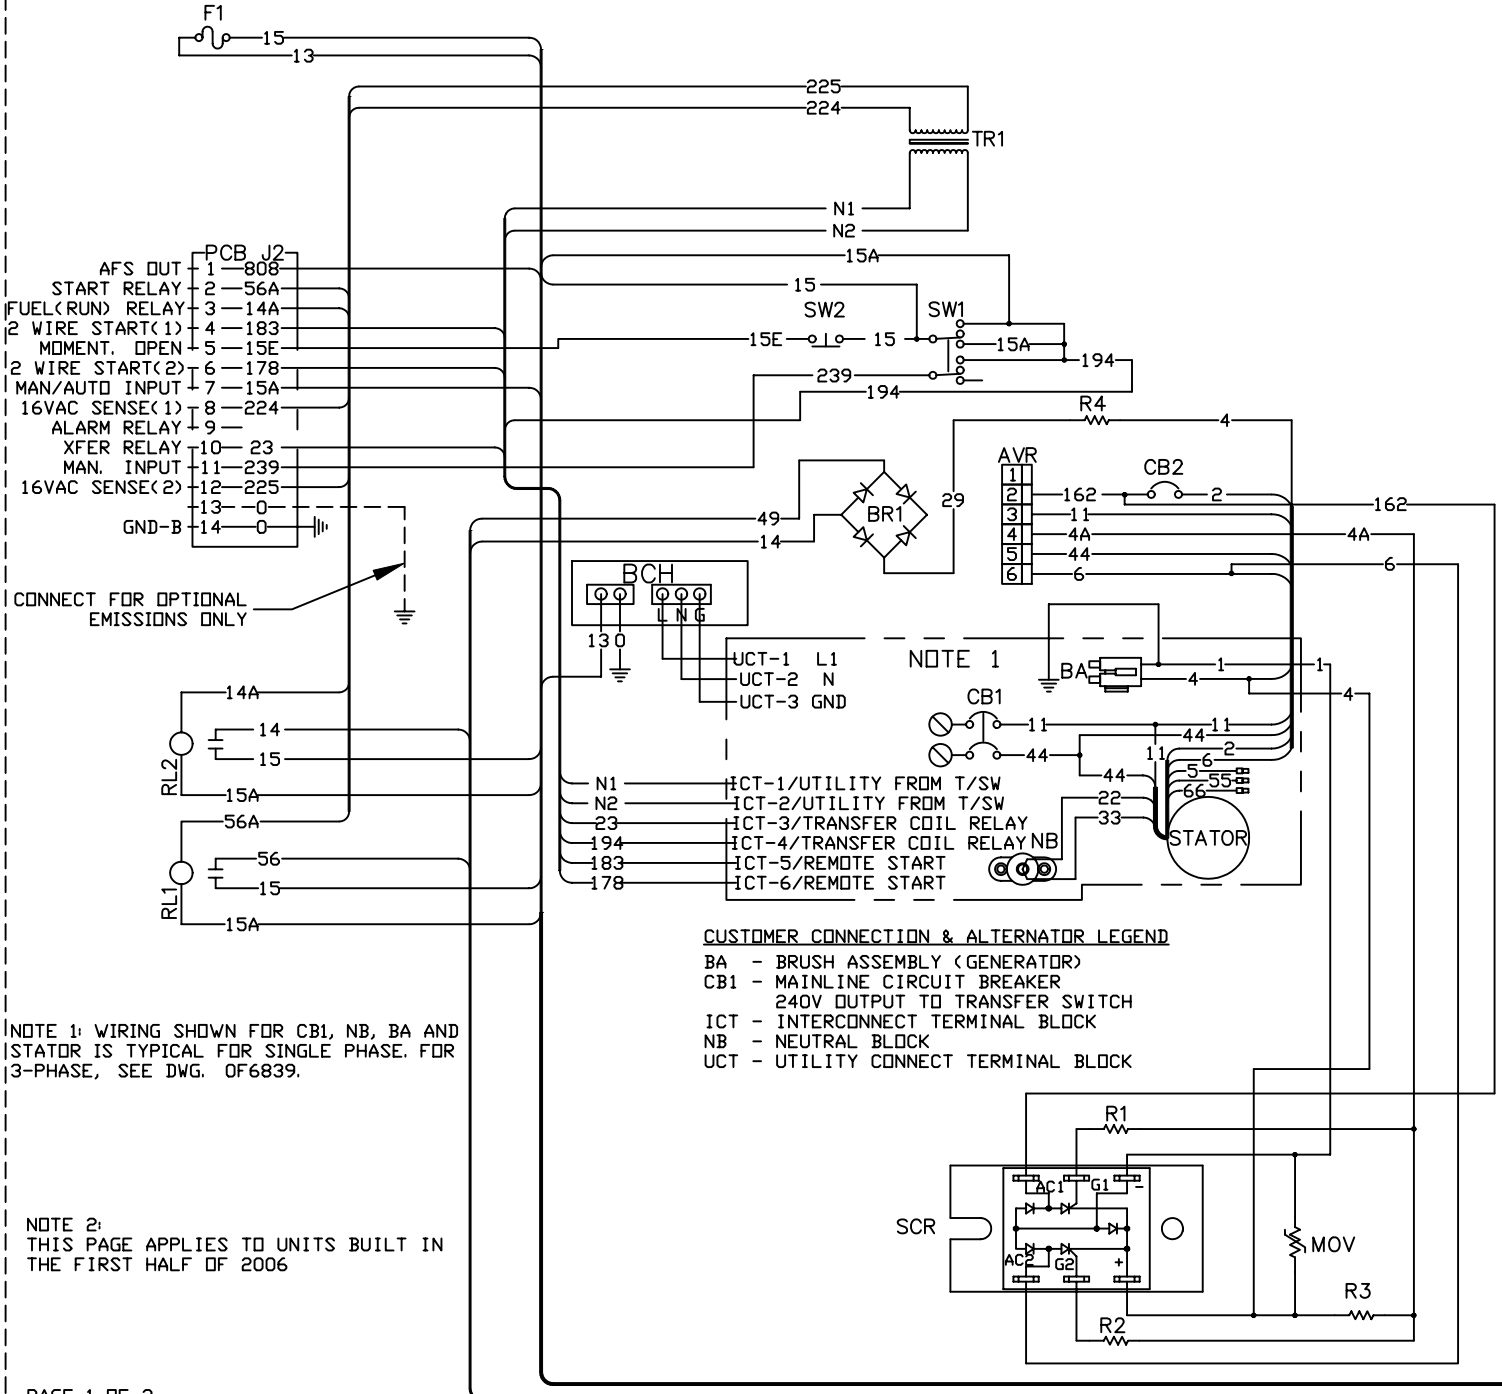 F1
15
13
225
224
TR1
N1
N2
PCB J2
AFS OUT 1 808
START RELAY 2 56A
FUEL(RUN) RELAY 3 14A
2 WIRE START(1) 4 183
MOMENT. OPEN 5 15E
2 WIRE START(2) 6 178
MAN/AUTO INPUT 7 15A
16VAC SENSE(1) 8 224
ALARM RELAY 9
XFER RELAY 10 23
MAN. INPUT 11 239
16VAC SENSE(2) 12 225
13 0
GND-B 14 0
15A
15
SW2
SW1
15E
15
15A
194
239
194
R4
4
AVR
1
2 162
CB2
2
162
3 11
4 4A
4A
5 44
6 6
6
29
BR1
49
14
CONNECT FOR OPTIONAL
EMISSIONS ONLY
BCH
L N G
13 0
UCT-1 L1
UCT-2 N
UCT-3 GND
NOTE 1
BA
1
1
4
4
CB1
11
11
44
44
11
2
6
5
55
66
44
22
33
STATOR
NB
14A
14
15
RL2
15A
56A
56
15
RL1
15A
N1 ICT-1/UTILITY FROM T/SW
N2 ICT-2/UTILITY FROM T/SW
23 ICT-3/TRANSFER COIL RELAY
194 ICT-4/TRANSFER COIL RELAY
183 ICT-5/REMOTE START
178 ICT-6/REMOTE START
CUSTOMER CONNECTION & ALTERNATOR LEGEND
BA - BRUSH ASSEMBLY (GENERATOR)
CB1 - MAINLINE CIRCUIT BREAKER
240V OUTPUT TO TRANSFER SWITCH
ICT - INTERCONNECT TERMINAL BLOCK
NB - NEUTRAL BLOCK
UCT - UTILITY CONNECT TERMINAL BLOCK
NOTE 1: WIRING SHOWN FOR CB1, NB, BA AND
STATOR IS TYPICAL FOR SINGLE PHASE. FOR
3-PHASE, SEE DWG. 0F6839.
R1
AC1 G1 -
SCR
AC2 G2 +
MOV
R3
R2
NOTE 2:
THIS PAGE APPLIES TO UNITS BUILT IN
THE FIRST HALF OF 2006